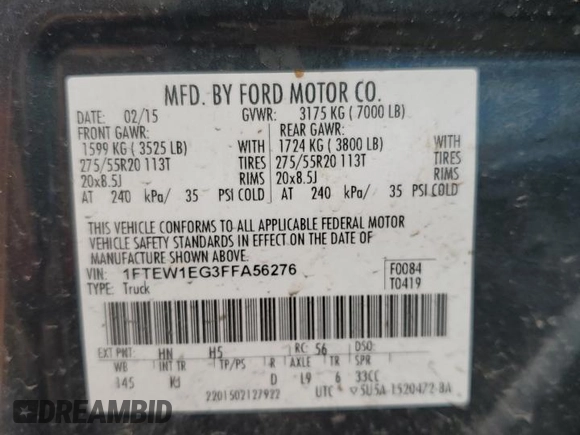 MFD. BY FORD MOTOR CO.
DATE: 02/15 GVWR: 3175 KG ( 7000 LB)
FRONT GAWR: REAR GAWR:
1599 KG ( 3525 LB) WITH 1724 KG ( 3800 LB) WITH
275/55R20 113T TIRES 275/55R20 113T TIRES
20x8.5J RIMS 20x8.5J RIMS
AT 240 kPa/ 35 PSI COLD AT 240 kPa/ 35 PSI COLD
THIS VEHICLE CONFORMS TO ALL APPLICABLE FEDERAL MOTOR
VEHICLE SAFETY STANDARDS IN EFFECT ON THE DATE OF
MANUFACTURE SHOWN ABOVE.
VIN: 1FTEW1EG3FFA56276 F0084
TYPE: Truck T0419
EXT PNT: HN H5 RC: 56 DSO:
WB INT TR TP/PS R AXLE TR SPR
145 KJ D L9 6 33CC
2201502127922 UTC SU5A-1520472-BA
DREAMBID